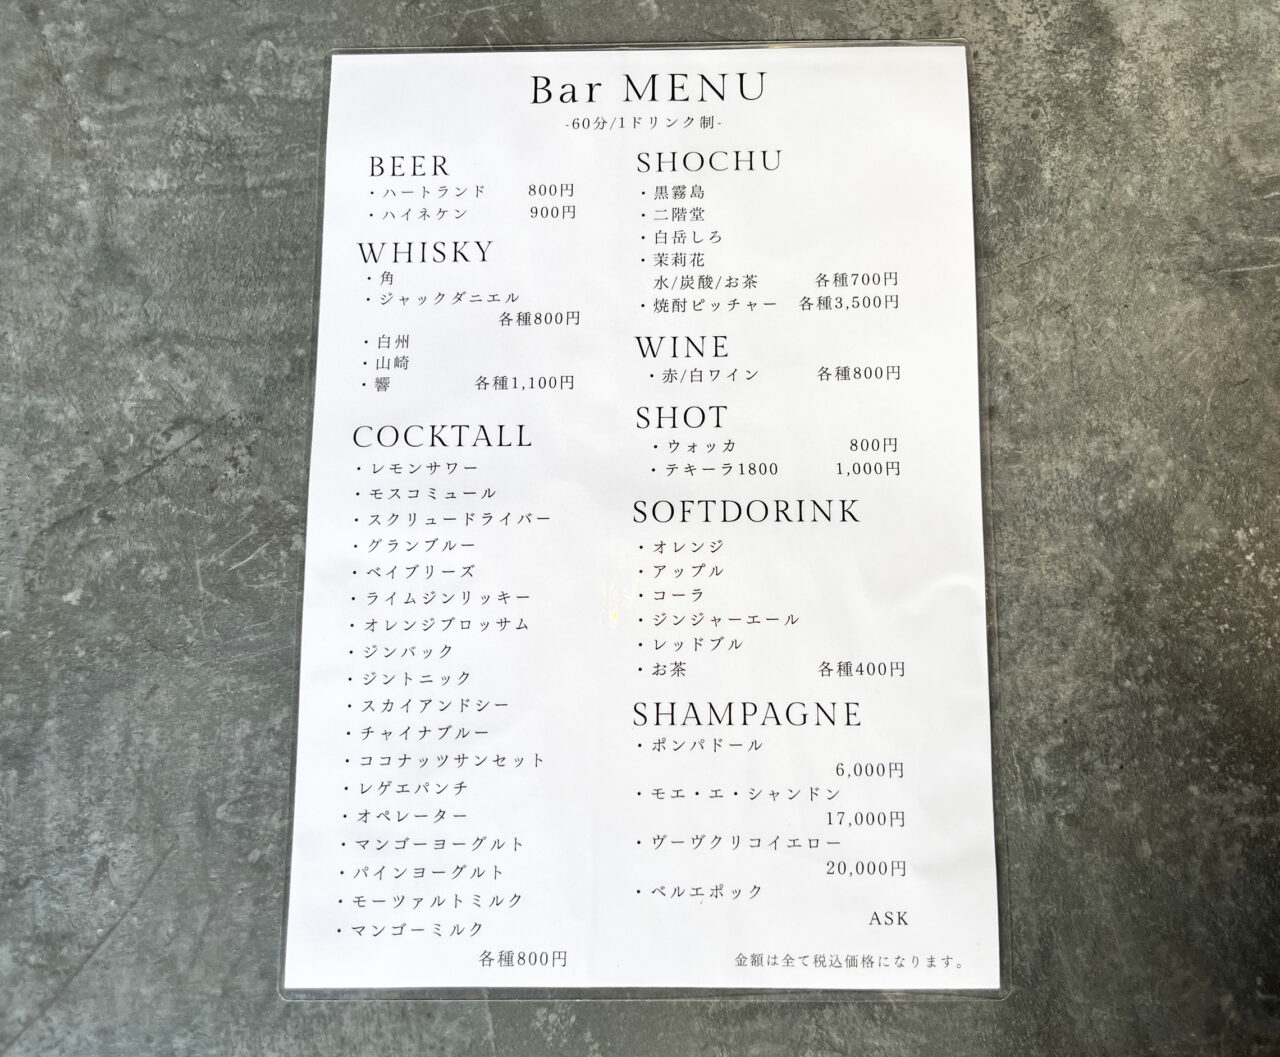 Bar MENU
-60分/1ドリンク制-
BEER
・ハートランド 800円
・ハイネケン 900円
WHISKY
・角
・ジャックダニエル
各種800円
・白州
・山崎
・響 各種1,100円
COCKTALL
・レモンサワー
・モスコミュール
・スクリュードライバー
・グランブルー
・ベイブリーズ
・ライムジンリッキー
・オレンジブロッサム
・ジンバック
・ジントニック
・スカイアンドシー
・チャイナブルー
・ココナッツサンセット
・レゲエパンチ
・オペレーター
・マンゴーヨーグルト
・パインヨーグルト
・モーツァルトミルク
・マンゴーミルク
各種800円
SHOCHU
・黒霧島
・二階堂
・白岳しろ
・茉莉花
水/炭酸/お茶 各種700円
・焼酎ピッチャー 各種3,500円
WINE
・赤/白ワイン 各種800円
SHOT
・ウォッカ 800円
・テキーラ1800 1,000円
SOFTDORINK
・オレンジ
・アップル
・コーラ
・ジンジャーエール
・レッドブル
・お茶 各種400円
SHAMPAGNE
・ポンパドール
6,000円
・モエ・エ・シャンドン
17,000円
・ヴーヴクリコイエロー
20,000円
・ベルエポック
ASK
金額は全て税込価格になります。